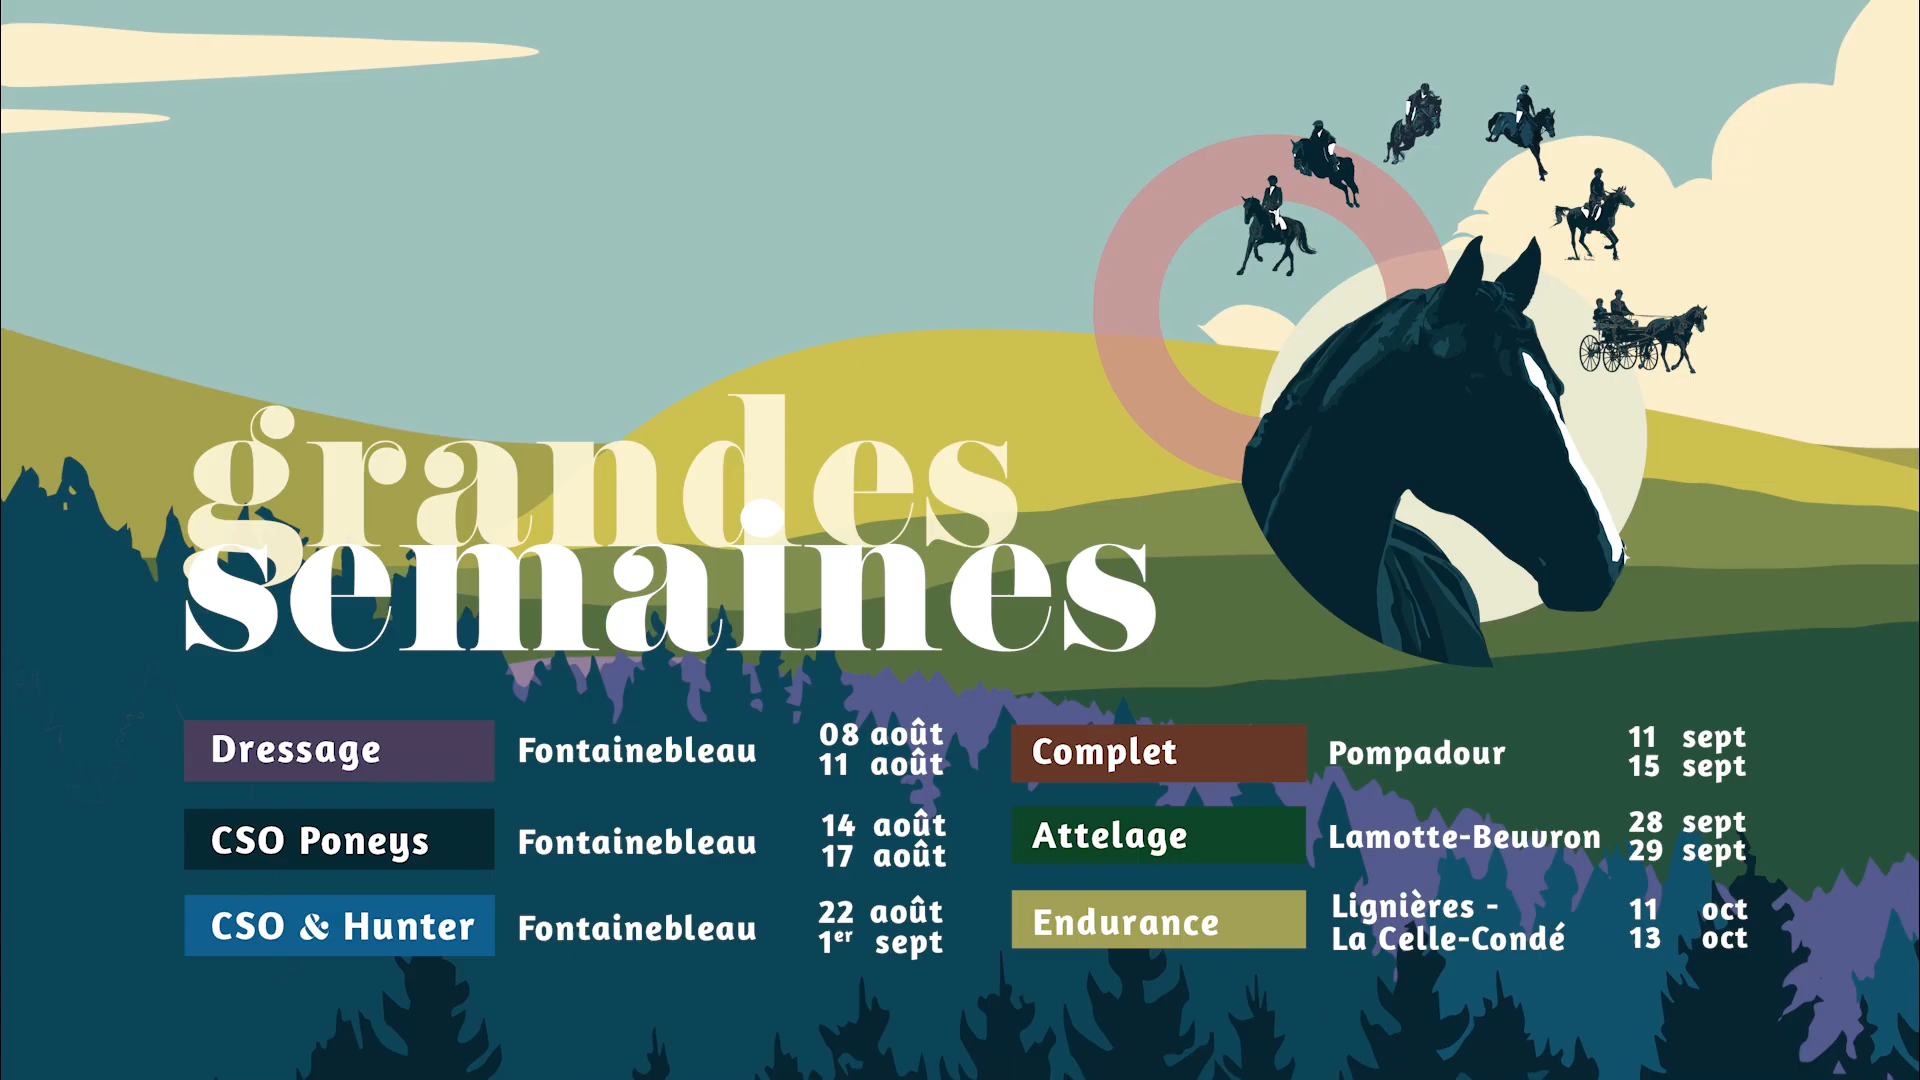 grandes
semaines
Dressage Fontainebleau 08 août
11 août
CSO Poneys Fontainebleau 14 août
17 août
CSO & Hunter Fontainebleau 22 août
1er sept
Complet Pompadour 11 sept
15 sept
Attelage Lamotte-Beuvron 28 sept
29 sept
Endurance Lignières -
La Celle-Condé 11 oct
13 oct